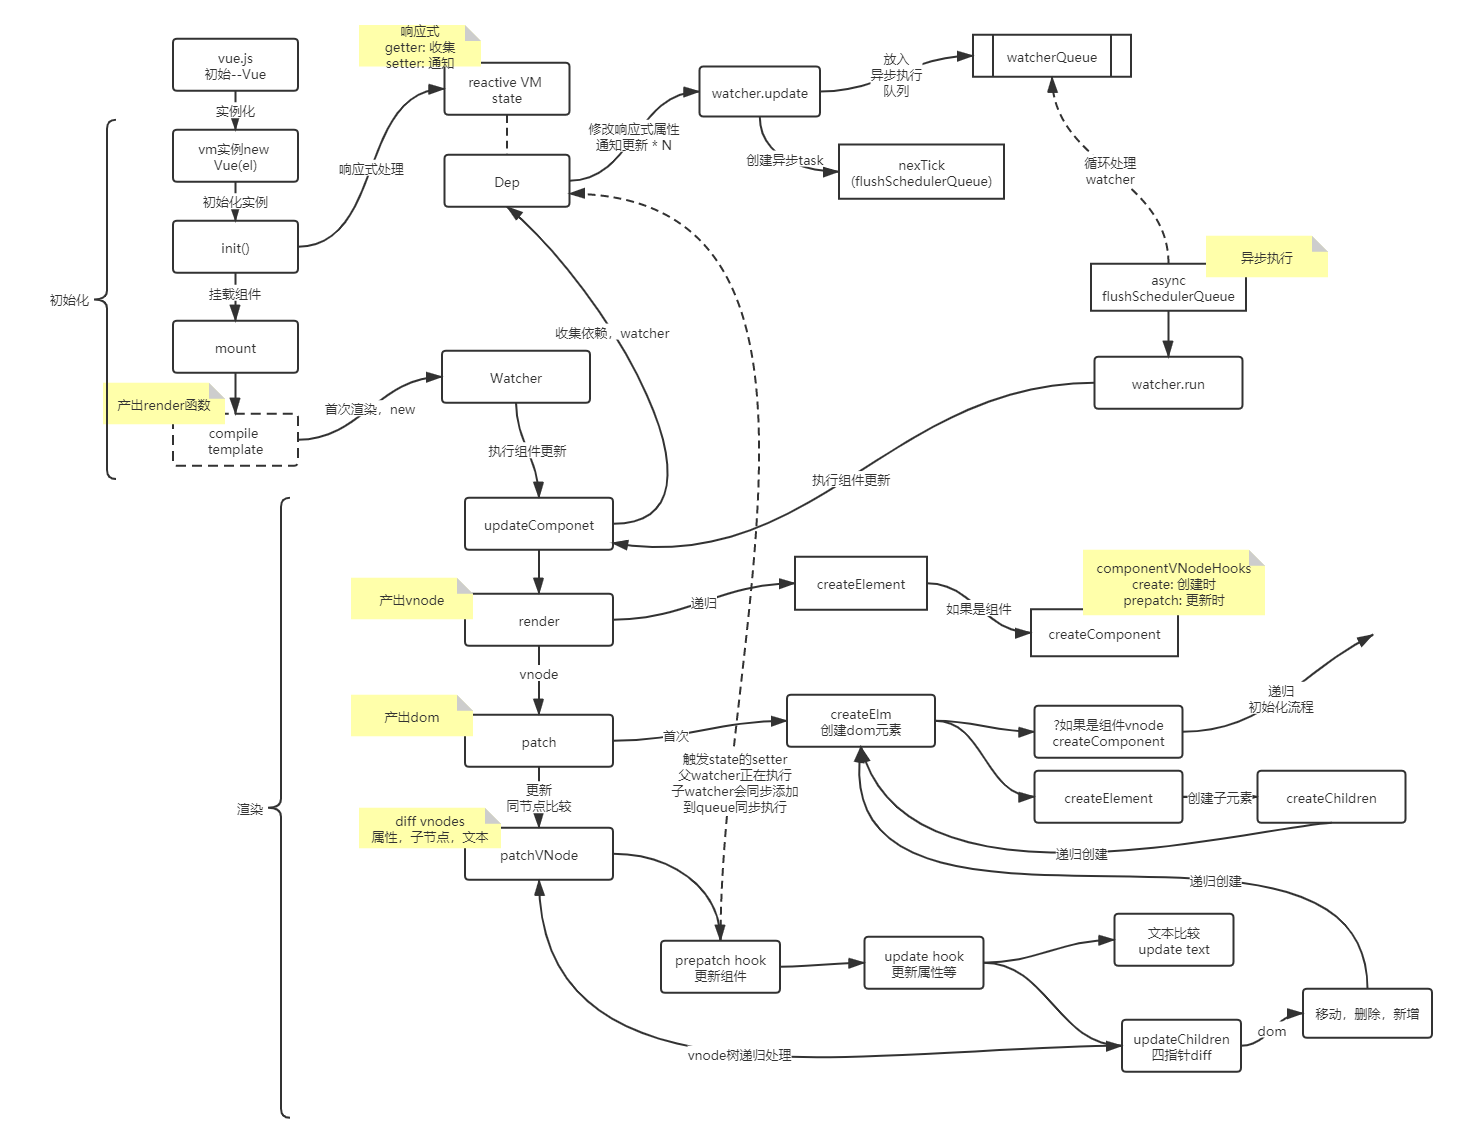 vue.js
初始--Vue
实例化
vm实例new
Vue(el)
初始化实例
init()
挂载组件
mount
产出render函数
compile
template
初始化
响应式
getter: 收集
setter: 通知
reactive VM
state
响应式处理
Dep
修改响应式属性
通知更新 * N
watcher.update
放入
异步执行
队列
watcherQueue
创建异步task
nexTick
(flushSchedulerQueue)
循环处理
watcher
异步执行
async
flushSchedulerQueue
watcher.run
收集依赖，watcher
首次渲染，new
Watcher
执行组件更新
执行组件更新
updateComponet
产出vnode
render
递归
createElement
如果是组件
componentVNodeHooks
create: 创建时
prepatch: 更新时
createComponent
vnode
产出dom
patch
首次
createElm
创建dom元素
?如果是组件vnode
createComponent
递归
初始化流程
createElement
创建子元素
createChildren
递归创建
递归创建
触发state的setter
父watcher正在执行
子watcher会同步添加
到queue同步执行
更新
同节点比较
渲染
diff vnodes
属性，子节点，文本
patchVNode
prepatch hook
更新组件
update hook
更新属性等
文本比较
update text
updateChildren
四指针diff
dom
移动，删除，新增
vnode树递归处理